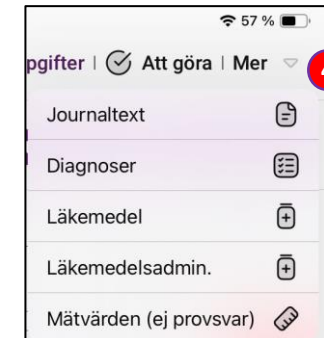 57 %
pgifter | Att göra | Mer
Journaltext
Diagnoser
Läkemedel
Läkemedelsadmin.
Mätvärden (ej provsvar)